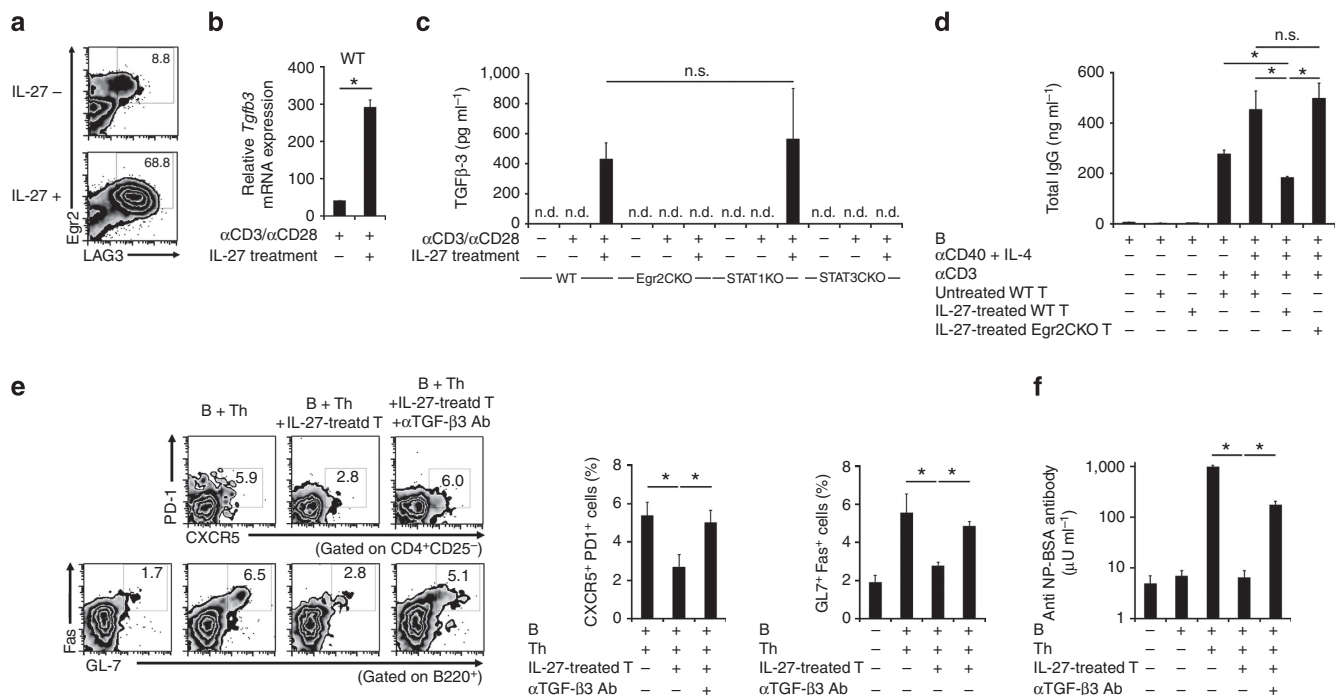 a
8.8
IL-27 –
68.8
IL-27 +
Egr2
LAG3
b
WT
*
400
300
200
100
0
Relative Tgfb3
mRNA expression
αCD3/αCD28 + +
IL-27 treatment – +
c
n.s.
1,000
800
600
400
200
0
TGFβ-3 (pg ml⁻¹)
n.d. n.d. n.d. n.d. n.d. n.d. n.d. n.d. n.d. n.d.
αCD3/αCD28 – + + – + + – + + – + +
IL-27 treatment – – + – – + – – + – – +
WT Egr2CKO STAT1KO STAT3CKO
d
n.s.
*
* *
600
400
200
0
Total IgG (ng ml⁻¹)
B + + + + + + +
αCD40 + IL-4 – – – – + + +
αCD3 – – – + + + +
Untreated WT T – + – + + – –
IL-27-treated WT T – – + – – + –
IL-27-treated Egr2CKO T – – – – – – +
e
B + Th
B + Th
+IL-27-treatd T
B + Th
+IL-27-treatd T
+αTGF-β3 Ab
5.9
2.8
6.0
PD-1
CXCR5
(Gated on CD4⁺CD25⁻)
1.7
6.5
2.8
5.1
Fas
GL-7
(Gated on B220⁺)
* *
8
6
4
2
0
CXCR5⁺ PD1⁺ cells (%)
B + + +
Th + + +
IL-27-treated T – + +
αTGF-β3 Ab – – +
* *
8
6
4
2
0
GL7⁺ Fas⁺ cells (%)
B – + + +
Th – + + +
IL-27-treated T – – + +
αTGF-β3 Ab – – – +
f
* *
1,000
100
10
1
Anti NP-BSA antibody
(μU ml⁻¹)
B – + + + +
Th – – + + +
IL-27-treated T – – – + +
αTGF-β3 Ab – – – – +